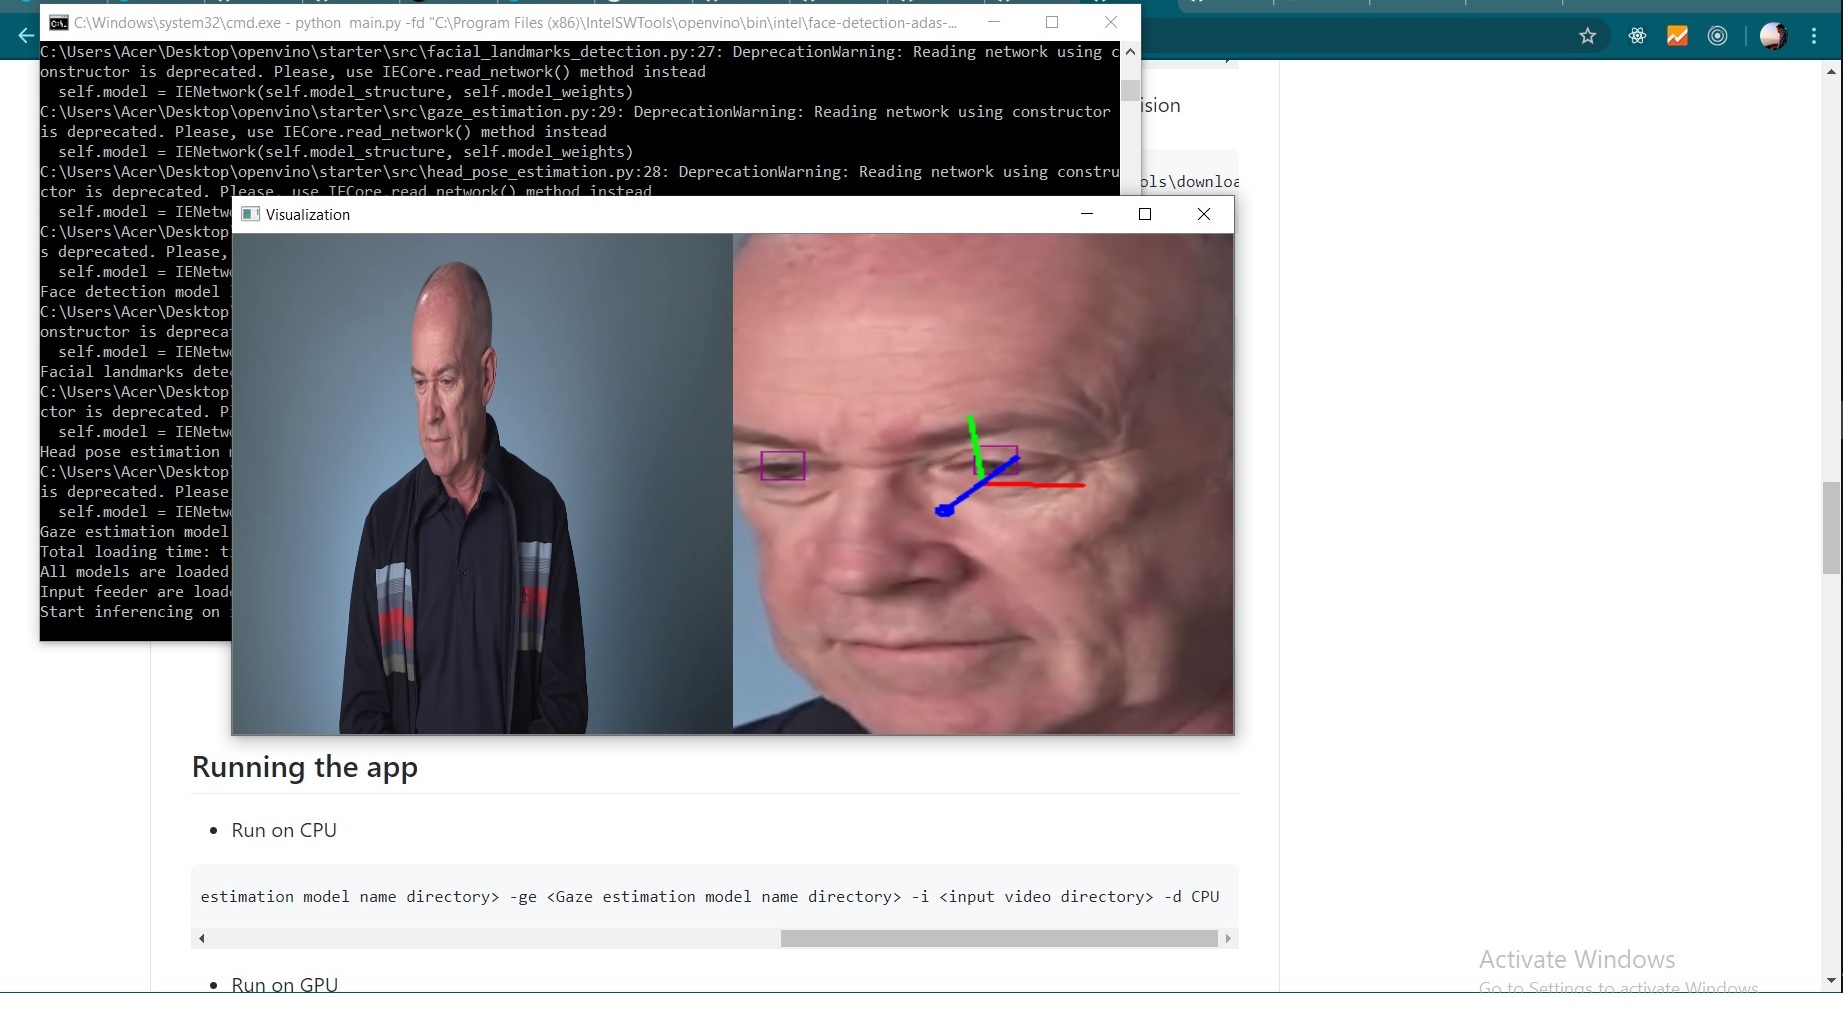 C:\Windows\system32\cmd.exe - python  main.py -fd "C:\Program Files (x86)\IntelSWTools\openvino\bin\intel\face-detection-adas-...
C:\Users\Acer\Desktop\openvino\starter\src\facial_landmarks_detection.py:27: DeprecationWarning: Reading network using c
onstructor is deprecated. Please, use IECore.read_network() method instead
self.model = IENetwork(self.model_structure, self.model_weights)
C:\Users\Acer\Desktop\openvino\starter\src\gaze_estimation.py:29: DeprecationWarning: Reading network using constructor
is deprecated. Please, use IECore.read_network() method instead
self.model = IENetwork(self.model_structure, self.model_weights)
C:\Users\Acer\Desktop\openvino\starter\src\head_pose_estimation.py:28: DeprecationWarning: Reading network using constru
ctor is deprecated. Please, use IECore.read_network() method instead
self.model = IENetw
C:\Users\Acer\Desktop
s deprecated. Please,
self.model = IENetw
Face detection model
C:\Users\Acer\Desktop
onstructor is depreca
self.model = IENetw
Facial landmarks dete
C:\Users\Acer\Desktop
ctor is deprecated. P
self.model = IENetw
Head pose estimation
C:\Users\Acer\Desktop
is deprecated. Please
self.model = IENetw
Gaze estimation model
Total loading time: t
All models are loaded
Input feeder are load
Start inferencing on
Visualization
ision
ols\downloa
Running the app
Run on CPU
estimation model name directory> -ge <Gaze estimation model name directory> -i <input video directory> -d CPU
Run on GPU
Activate Windows
Go to Settings to activate Windows